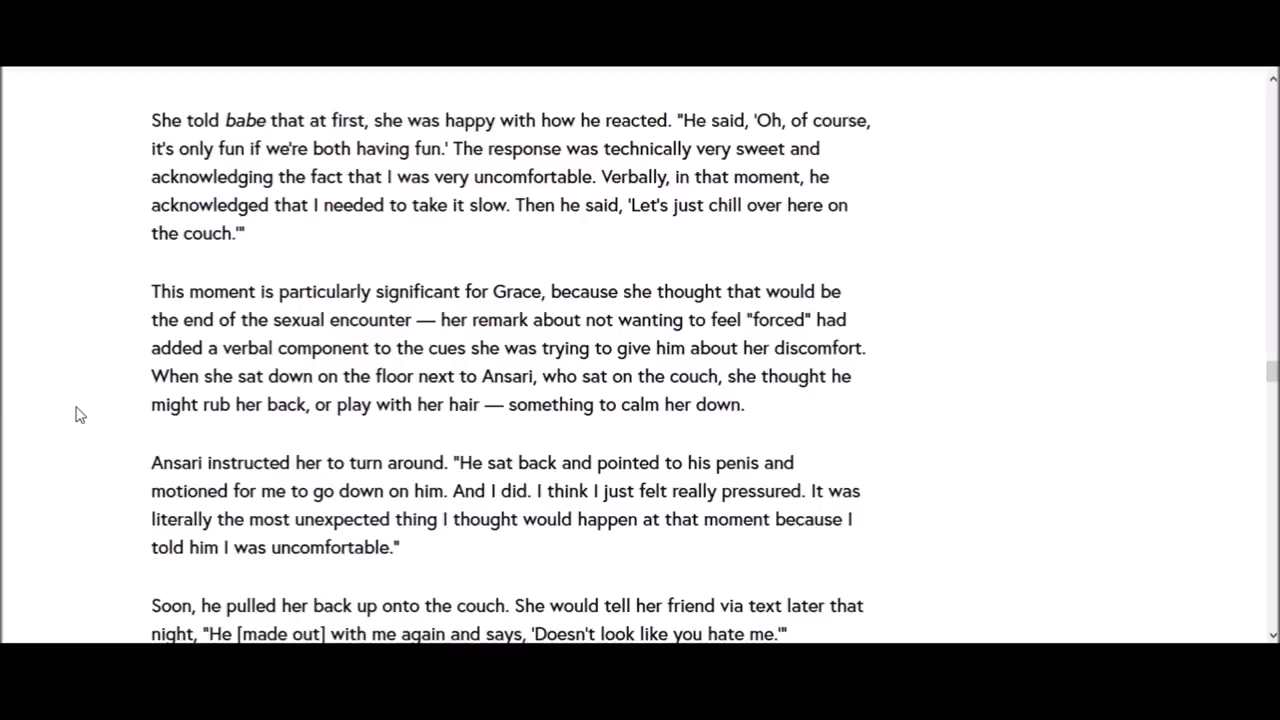 She told babe that at first, she was happy with how he reacted. "He said, 'Oh, of course,
it's only fun if we're both having fun.' The response was technically very sweet and
acknowledging the fact that I was very uncomfortable. Verbally, in that moment, he
acknowledged that I needed to take it slow. Then he said, 'Let's just chill over here on
the couch.'"
This moment is particularly significant for Grace, because she thought that would be
the end of the sexual encounter — her remark about not wanting to feel "forced" had
added a verbal component to the cues she was trying to give him about her discomfort.
When she sat down on the floor next to Ansari, who sat on the couch, she thought he
might rub her back, or play with her hair — something to calm her down.
Ansari instructed her to turn around. "He sat back and pointed to his penis and
motioned for me to go down on him. And I did. I think I just felt really pressured. It was
literally the most unexpected thing I thought would happen at that moment because I
told him I was uncomfortable."
Soon, he pulled her back up onto the couch. She would tell her friend via text later that
night, "He [made out] with me again and says, 'Doesn't look like you hate me.'"